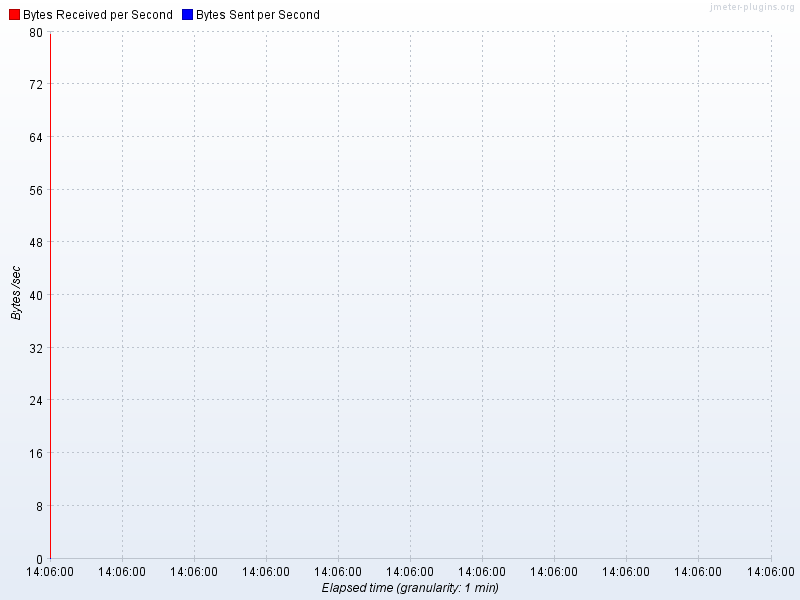 jmeter-plugins.org
Bytes Received per Second Bytes Sent per Second
80
72
64
56
48
40
32
24
16
8
0
Bytes /sec
14:06:00 14:06:00 14:06:00 14:06:00 14:06:00 14:06:00 14:06:00 14:06:00 14:06:00 14:06:00 14:06:00
Elapsed time (granularity: 1 min)